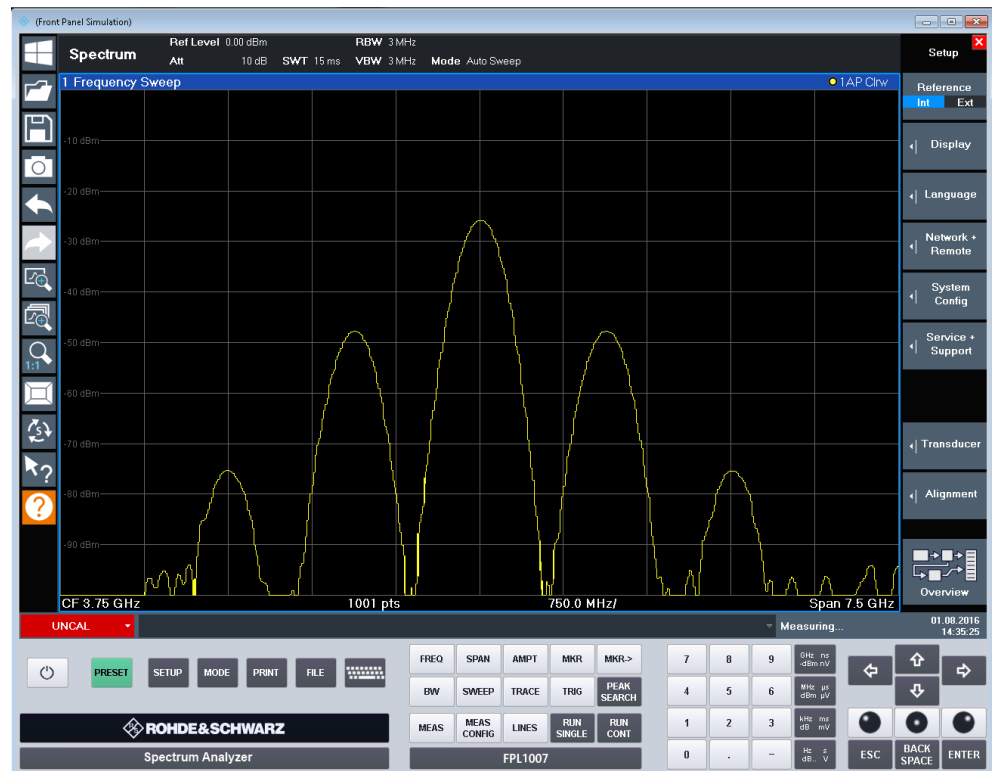 (Front Panel Simulation)
Spectrum
Ref Level 0.00 dBm RBW 3 MHz
Att 10 dB SWT 15 ms VBW 3 MHz Mode Auto Sweep
1 Frequency Sweep
1AP Clrw
-10 dBm
-20 dBm
-30 dBm
-40 dBm
-50 dBm
-60 dBm
-70 dBm
-80 dBm
-90 dBm
CF 3.75 GHz 1001 pts 750.0 MHz/ Span 7.5 GHz
1:1
S
?
?
Setup
Reference
Int Ext
Display
Language
Network +
Remote
System
Config
Service +
Support
Transducer
Alignment
Overview
UNCAL
Measuring...
01.08.2016
14:35:25
PRESET SETUP MODE PRINT FILE
ROHDE&SCHWARZ
Spectrum Analyzer
FREQ SPAN AMPT MKR MKR->
BW SWEEP TRACE TRIG PEAK
SEARCH
MEAS MEAS
CONFIG LINES RUN
SINGLE RUN
CONT
FPL1007
7 8 9 GHz ns
-dBm nV
4 5 6 MHz µs
dBm µV
1 2 3 kHz ms
dB mV
0 . - Hz s
dB.. V
ESC BACK
SPACE ENTER